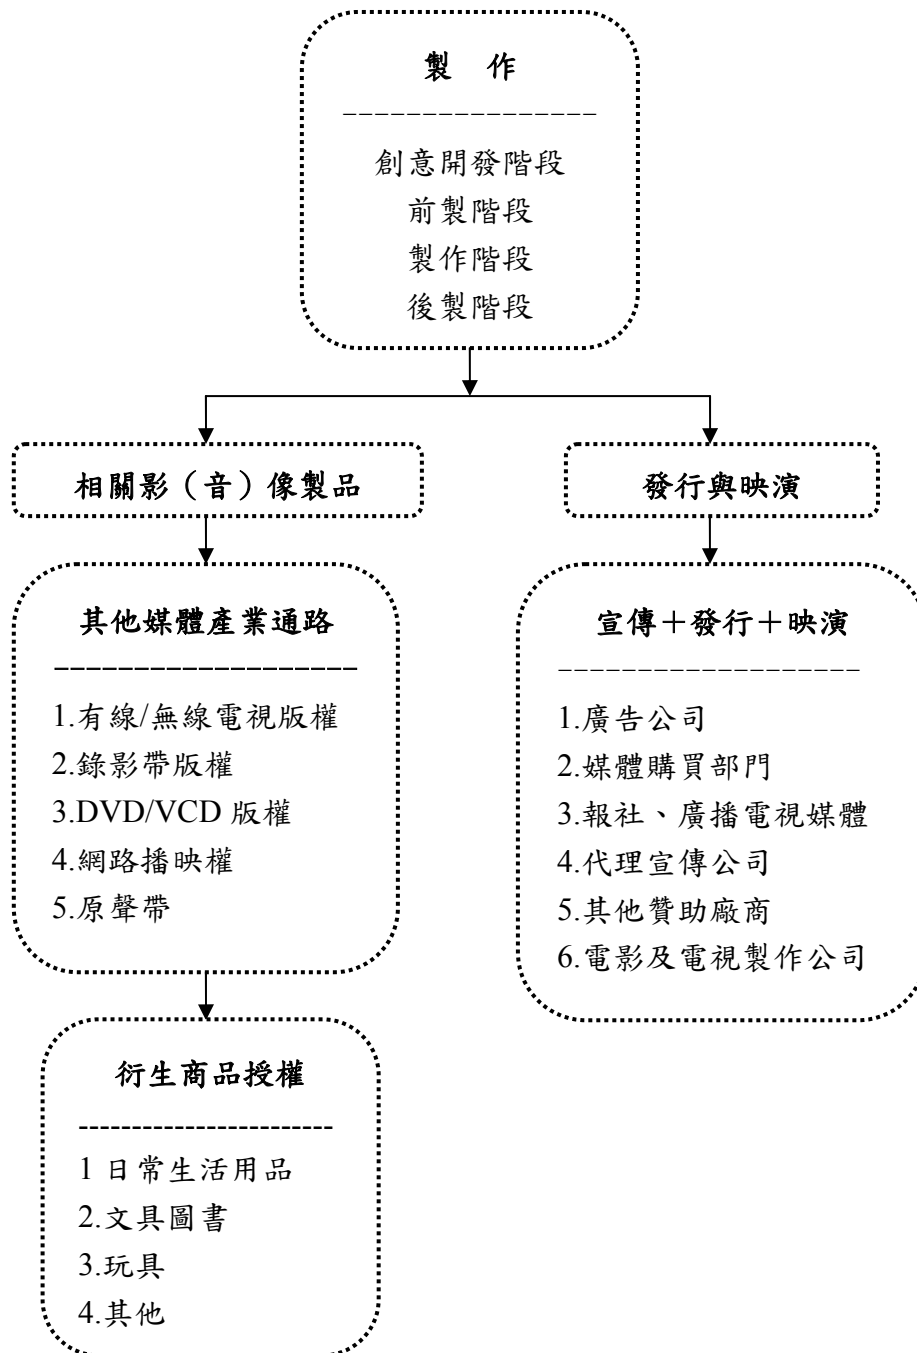 製　作
----------------
創意開發階段
前製階段
製作階段
後製階段
相關影（音）像製品
發行與映演
其他媒體產業通路
-------------------
1.有線/無線電視版權
2.錄影帶版權
3.DVD/VCD 版權
4.網路播映權
5.原聲帶
宣傳＋發行＋映演
-------------------
1.廣告公司
2.媒體購買部門
3.報社、廣播電視媒體
4.代理宣傳公司
5.其他贊助廠商
6.電影及電視製作公司
衍生商品授權
------------------------
1 日常生活用品
2.文具圖書
3.玩具
4.其他